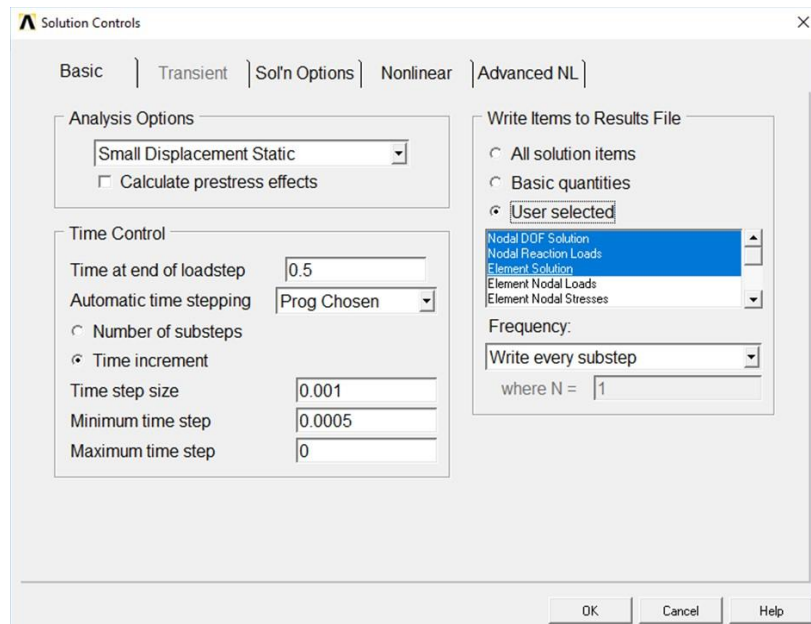 Solution Controls
Basic
Transient
Sol'n Options
Nonlinear
Advanced NL
Analysis Options
Small Displacement Static
Calculate prestress effects
Time Control
Time at end of loadstep 0.5
Automatic time stepping Prog Chosen
Number of substeps
Time increment
Time step size 0.001
Minimum time step 0.0005
Maximum time step 0
Write Items to Results File
All solution items
Basic quantities
User selected
Nodal DOF Solution
Nodal Reaction Loads
Element Solution
Element Nodal Loads
Element Nodal Stresses
Frequency:
Write every substep
where N = 1
OK
Cancel
Help